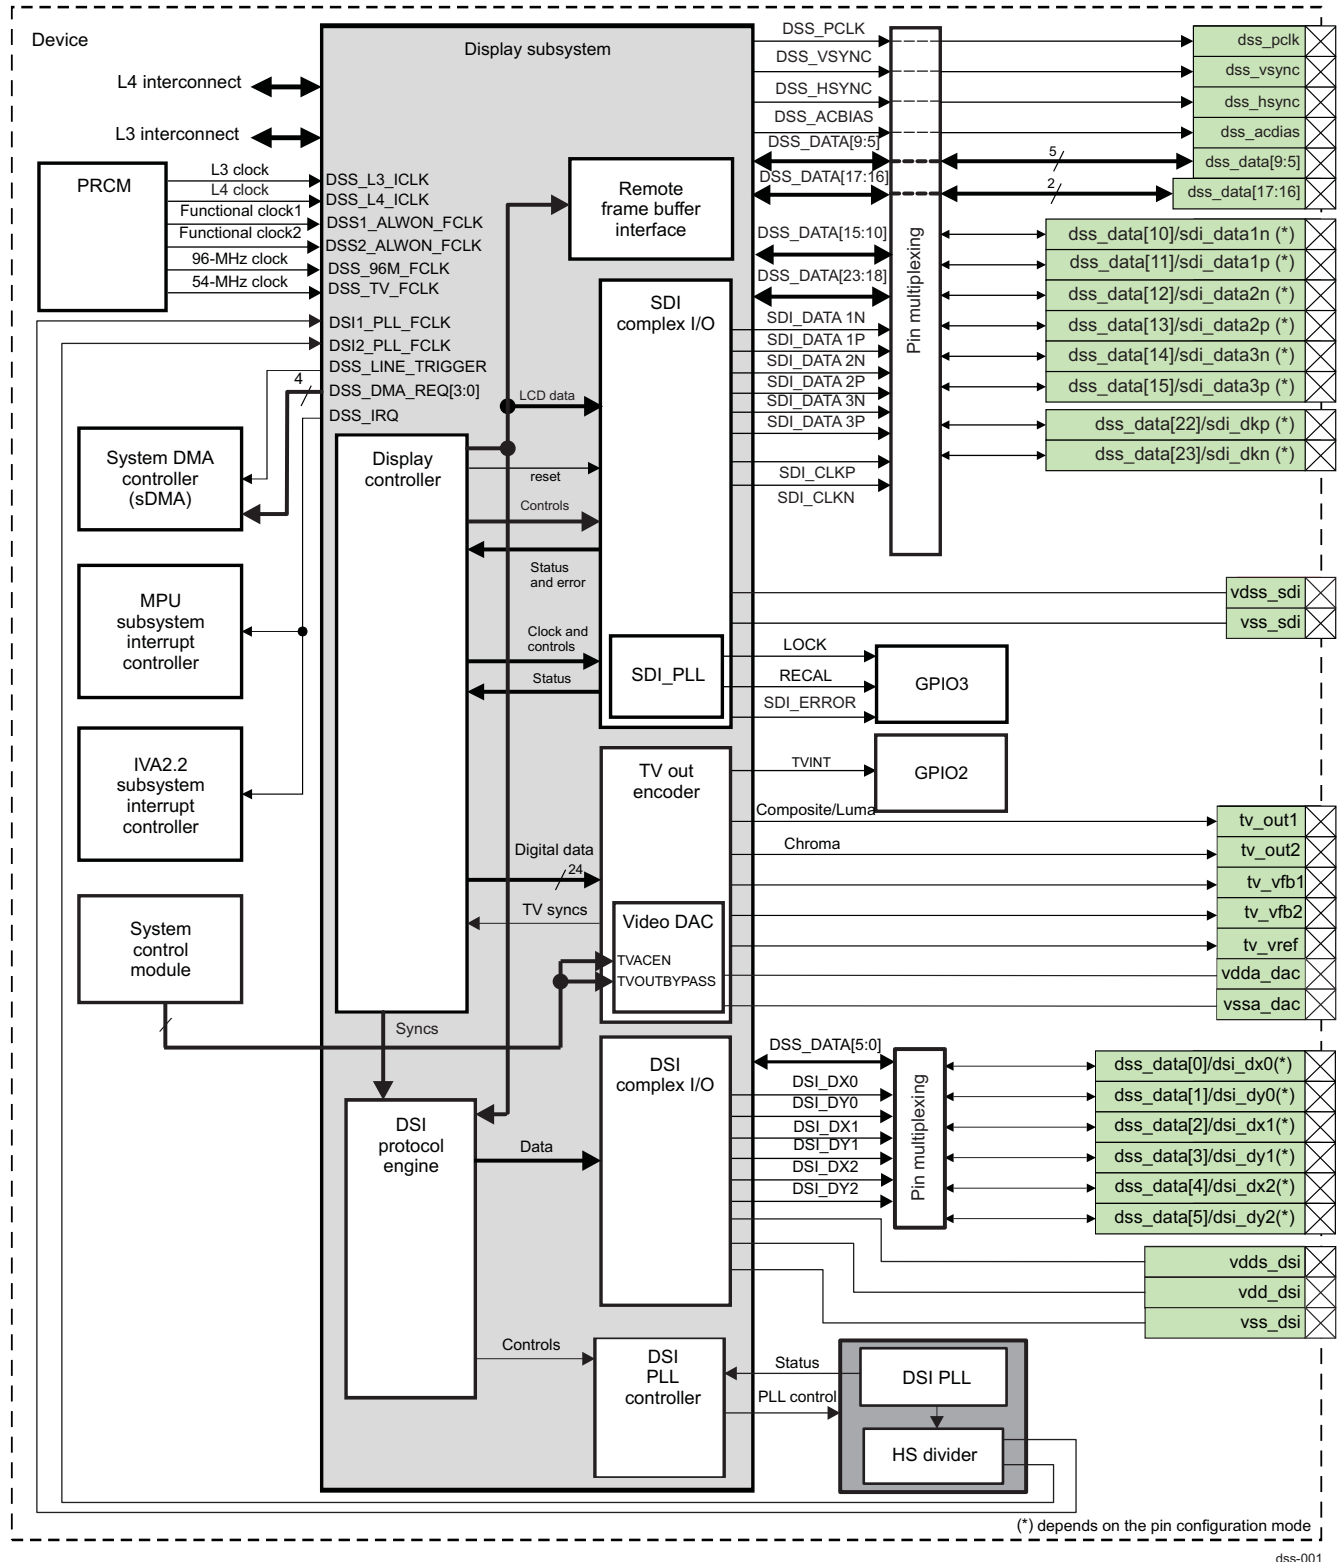 Device
Display subsystem
L4 interconnect
L3 interconnect
PRCM
L3 clock
L4 clock
Functional clock1
Functional clock2
96-MHz clock
54-MHz clock
DSS_L3_ICLK
DSS_L4_ICLK
DSS1_ALWON_FCLK
DSS2_ALWON_FCLK
DSS_96M_FCLK
DSS_TV_FCLK
DSI1_PLL_FCLK
DSI2_PLL_FCLK
DSS_LINE_TRIGGER
4
DSS_DMA_REQ[3:0]
DSS_IRQ
System DMA
controller
(sDMA)
MPU
subsystem
interrupt
controller
IVA2.2
subsystem
interrupt
controller
System
control
module
Display
controller
Remote
frame buffer
interface
SDI
complex I/O
LCD data
reset
Controls
Status
and error
Clock and
controls
Status
SDI_PLL
TV out
encoder
Digital data
24
TV syncs
Video DAC
TVACEN
TVOUTBYPASS
Syncs
DSI
protocol
engine
Data
DSI
complex I/O
Controls
DSI
PLL
controller
DSS_PCLK
DSS_VSYNC
DSS_HSYNC
DSS_ACBIAS
DSS_DATA[9:5]
DSS_DATA[17:16]
DSS_DATA[15:10]
DSS_DATA[23:18]
SDI_DATA 1N
SDI_DATA 1P
SDI_DATA 2N
SDI_DATA 2P
SDI_DATA 3N
SDI_DATA 3P
SDI_CLKP
SDI_CLKN
Pin multiplexing
5
2
dss_pclk
dss_vsync
dss_hsync
dss_acdias
dss_data[9:5]
dss_data[17:16]
dss_data[10]/sdi_data1n (*)
dss_data[11]/sdi_data1p (*)
dss_data[12]/sdi_data2n (*)
dss_data[13]/sdi_data2p (*)
dss_data[14]/sdi_data3n (*)
dss_data[15]/sdi_data3p (*)
dss_data[22]/sdi_dkp (*)
dss_data[23]/sdi_dkn (*)
vdss_sdi
vss_sdi
LOCK
RECAL
SDI_ERROR
GPIO3
TVINT
GPIO2
Composite/Luma
Chroma
tv_out1
tv_out2
tv_vfb1
tv_vfb2
tv_vref
vdda_dac
vssa_dac
DSS_DATA[5:0]
DSI_DX0
DSI_DY0
DSI_DX1
DSI_DY1
DSI_DX2
DSI_DY2
Pin multiplexing
dss_data[0]/dsi_dx0(*)
dss_data[1]/dsi_dy0(*)
dss_data[2]/dsi_dx1(*)
dss_data[3]/dsi_dy1(*)
dss_data[4]/dsi_dx2(*)
dss_data[5]/dsi_dy2(*)
vdds_dsi
vdd_dsi
vss_dsi
Status
PLL control
DSI PLL
HS divider
(*) depends on the pin configuration mode
dss-001